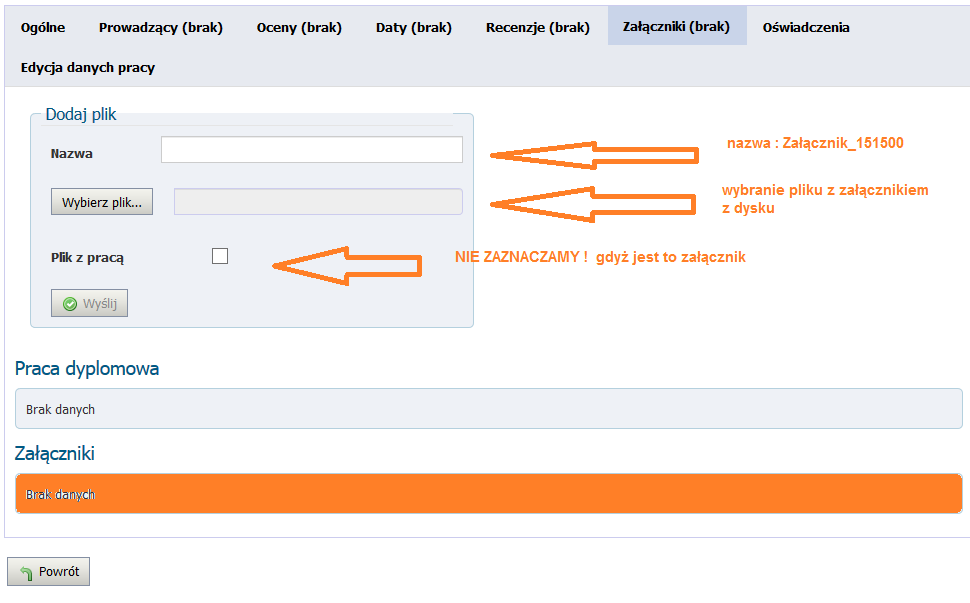 Ogólne Prowadzący (brak) Oceny (brak) Daty (brak) Recenzje (brak) Załączniki (brak) Oświadczenia
Edycja danych pracy
Dodaj plik
Nazwa
nazwa : Załącznik_151500
Wybierz plik...
wybranie pliku z załącznikiem
z dysku
Plik z pracą
NIE ZAZNACZAMY ! gdyż jest to załącznik
Wyślij
Praca dyplomowa
Brak danych
Załączniki
Brak danych
Powrót